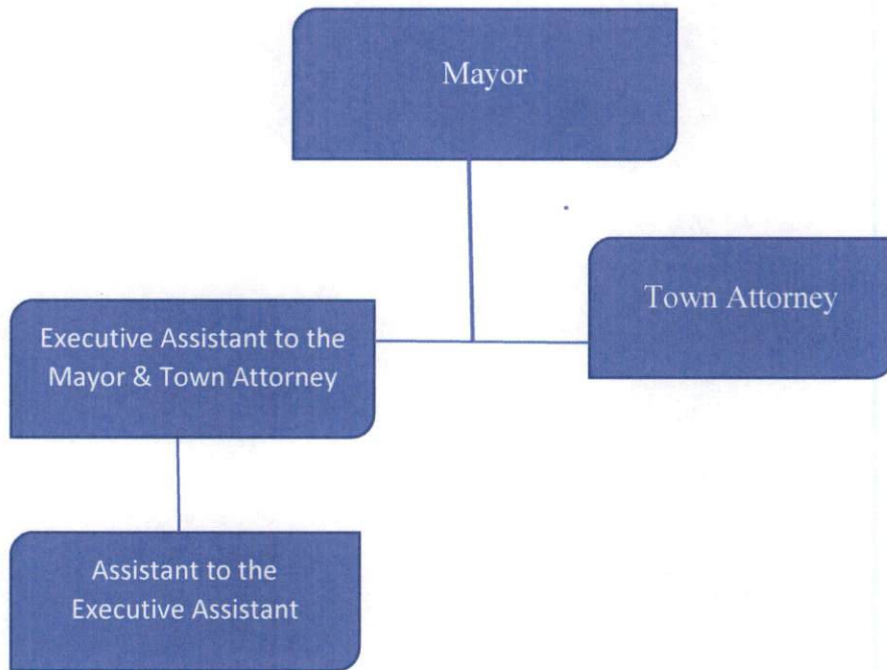 Mayor
Town Attorney
Executive Assistant to the
Mayor & Town Attorney
Assistant to the
Executive Assistant